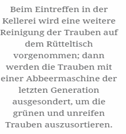 Beim Eintreffen in der
Kellerei wird eine weitere
Reinigung der Trauben auf
dem Rütteltisch
vorgenommen; dann
werden die Trauben mit
einer Abbeermaschine der
letzten Generation
ausgesondert, um die
grünen und unreifen
Trauben auszusortieren.